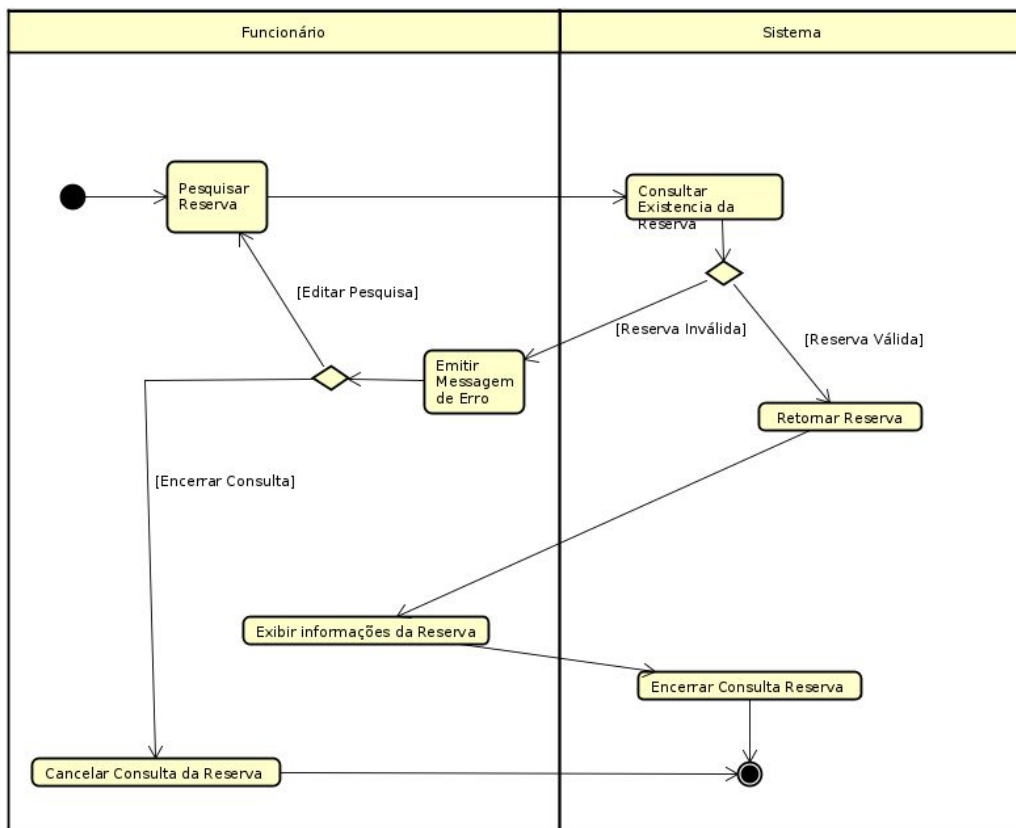 Funcionário
Sistema
Pesquisar
Reserva
Consultar
Existencia da
Reserva
[Editar Pesquisa]
[Reserva Inválida]
[Reserva Válida]
Emitir
Messagem
de Erro
Retornar Reserva
[Encerrar Consulta]
Exibir informações da Reserva
Encerrar Consulta Reserva
Cancelar Consulta da Reserva